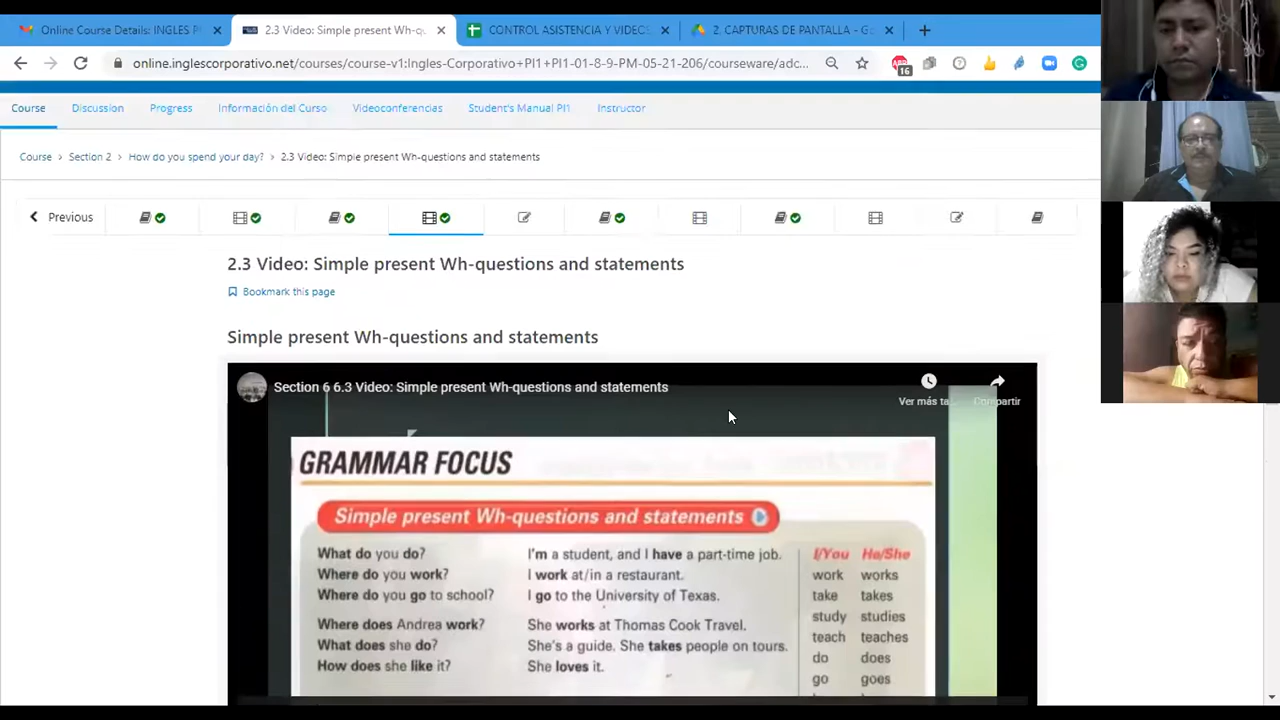 Online Course Details: INGLES P
2.3 Video: Simple present Wh-qu
CONTROL ASISTENCIA Y VIDEOS
2. CAPTURAS DE PANTALLA - G
online.inglescorporativo.net/courses/course-v1:Ingles-Corporativo+PI1+PI1-01-8-9-PM-05-21-206/courseware/adc...
16
Course Discussion Progress Información del Curso Videoconferencias Student's Manual PI1 Instructor
Course > Section 2 > How do you spend your day? > 2.3 Video: Simple present Wh-questions and statements
Previous
2.3 Video: Simple present Wh-questions and statements
Bookmark this page
Simple present Wh-questions and statements
Section 6 6.3 Video: Simple present Wh-questions and statements
Ver más ta... Compartir
GRAMMAR FOCUS
Simple present Wh-questions and statements
What do you do? I'm a student, and I have a part-time job. I/You He/She
Where do you work? I work at/in a restaurant. work works
Where do you go to school? I go to the University of Texas. take takes
study studies
Where does Andrea work? She works at Thomas Cook Travel.
teach teaches
What does she do? She's a guide. She takes people on tours.
do does
How does she like it? She loves it.
go goes